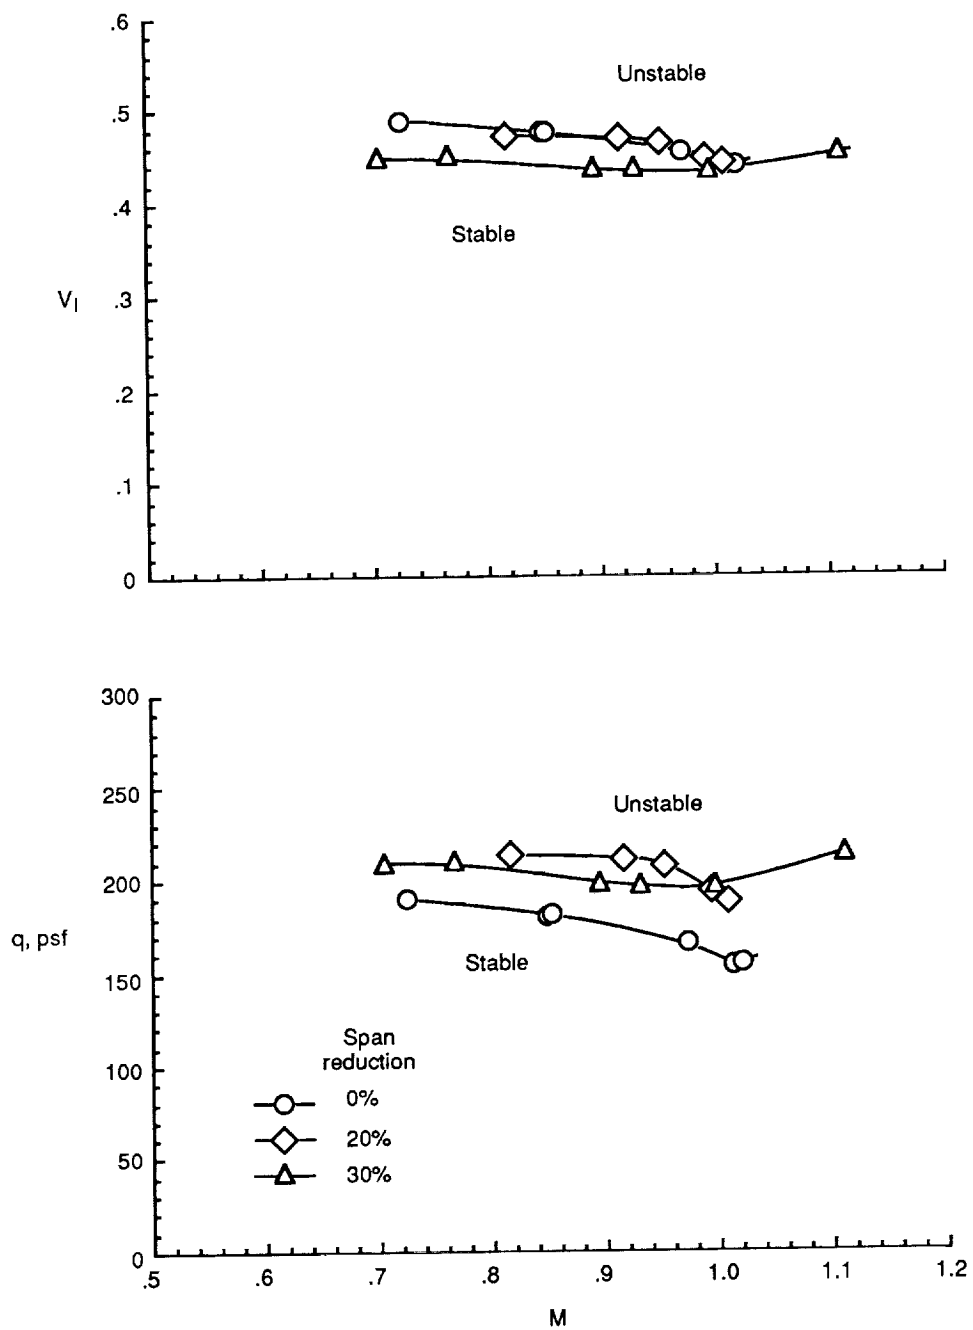 .6
.5
.4
.3
.2
.1
0
V_I
Unstable
Stable
300
250
200
150
100
50
0
q, psf
Unstable
Stable
Span
reduction
0%
20%
30%
.5 .6 .7 .8 .9 1.0 1.1 1.2
M